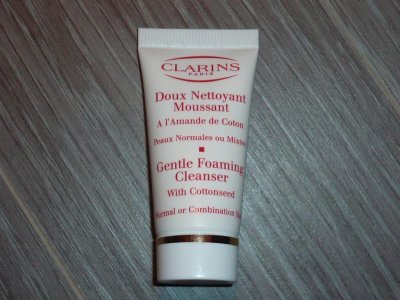 CLARINS
PARIS
Doux Nettoyant
Moussant
A l'Amande de Coton
Peaux Normales ou Mixtes
Gentle Foaming
Cleanser
With Cottonseed
Normal or Combination